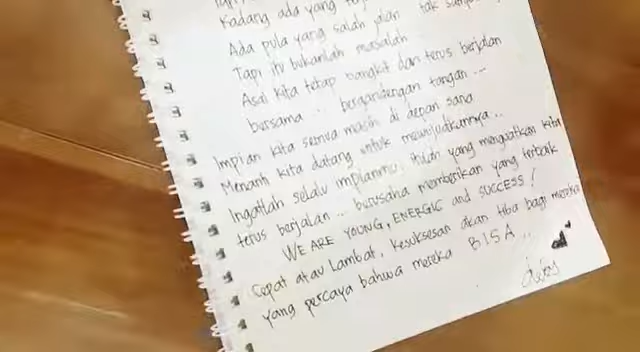 Kadang ada yang
Ada pula yang salah jalan tak
Tapi itu bukanlah masalah
Asal kita tetap bangkit dan terus berjalan
bersama.. bergandengan tangan...
Impian kita semua masih di depan sana
Menanti kita datang untuk mewujudkannya..
Ingatlah selalu impianmu, itulah yang menguatkan kita
terus berjalan... berusaha memberikan yang terbaik
WE ARE YOUNG, ENERGIC and SUCCESS!
Cepat atau Lambat, kesuksesan akan tiba bagi mereka
yang percaya bahwa mereka BISA..